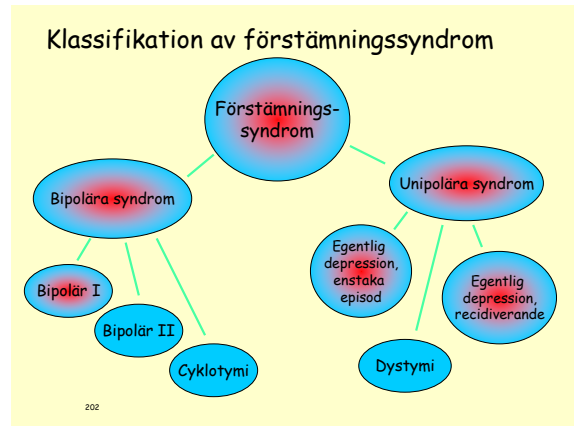 Klassifikation av förstämningssyndrom
Förstämnings-
syndrom
Bipolära syndrom
Unipolära syndrom
Bipolär I
Bipolär II
Cyklotymi
Egentlig
depression,
enstaka
episod
Dystymi
Egentlig
depression,
recidiverande
202